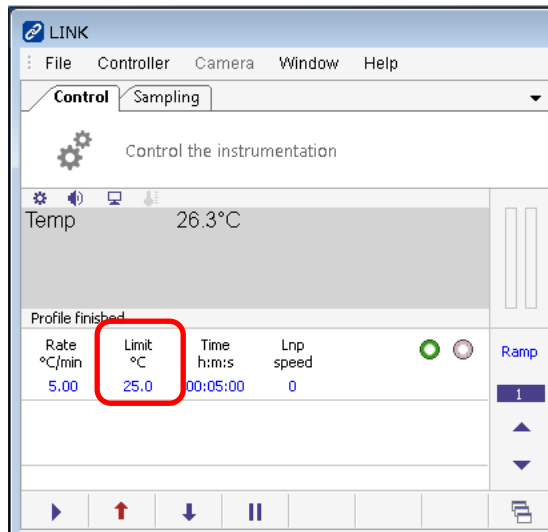 LINK
File Controller Camera Window Help
Control Sampling
Control the instrumentation
Temp 26.3°C
Profile finished
Rate Limit Time Lnp
°C/min °C h:m:s speed
5.00 25.0 00:05:00 0
Ramp
1